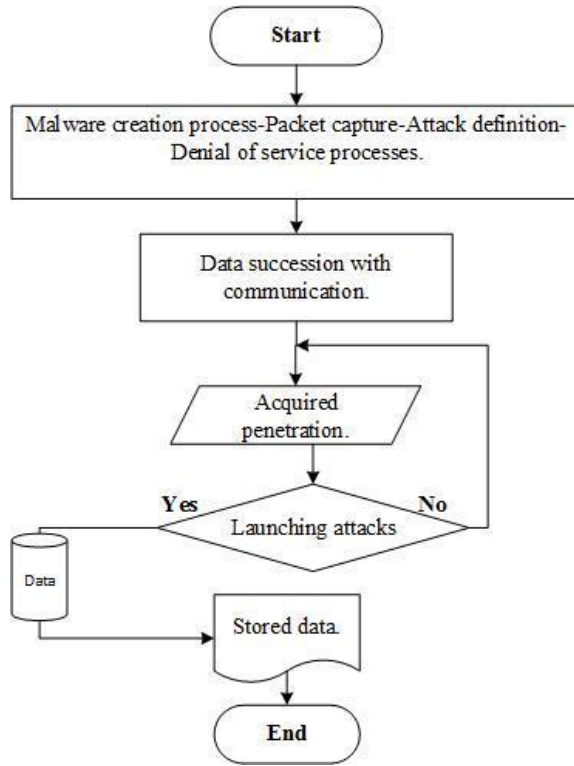 Start
Malware creation process-Packet capture-Attack definition-
Denial of service processes.
Data succession with
communication.
Acquired
penetration.
Yes
No
Launching attacks
Data
Stored data.
End